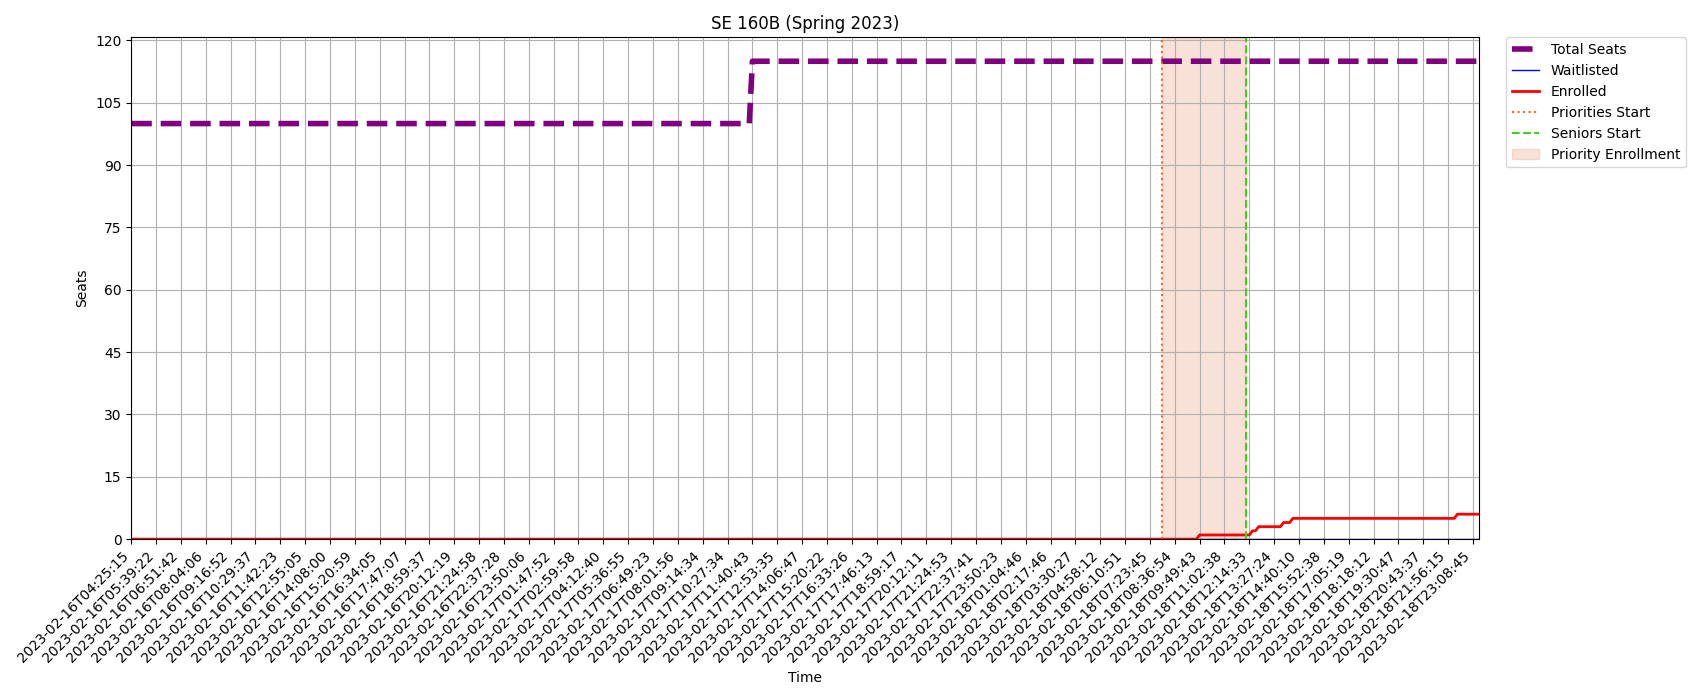 SE 160B (Spring 2023)
Total Seats
Waitlisted
Enrolled
Priorities Start
Seniors Start
Priority Enrollment
120
105
90
75
60
45
30
15
0
Seats
2023-02-16T04:25:15
2023-02-16T05:39:22
2023-02-16T06:51:42
2023-02-16T08:04:06
2023-02-16T09:16:52
2023-02-16T10:29:37
2023-02-16T11:42:23
2023-02-16T12:55:05
2023-02-16T14:08:00
2023-02-16T15:20:59
2023-02-16T16:34:05
2023-02-16T17:47:07
2023-02-16T18:59:37
2023-02-16T20:12:19
2023-02-16T21:24:58
2023-02-16T22:37:28
2023-02-16T23:50:06
2023-02-17T01:47:52
2023-02-17T02:59:58
2023-02-17T04:12:40
2023-02-17T05:36:55
2023-02-17T06:49:23
2023-02-17T08:01:56
2023-02-17T09:14:34
2023-02-17T10:27:34
2023-02-17T11:40:43
2023-02-17T12:53:35
2023-02-17T14:06:47
2023-02-17T15:20:22
2023-02-17T16:33:26
2023-02-17T17:46:13
2023-02-17T18:59:17
2023-02-17T20:12:11
2023-02-17T21:24:53
2023-02-17T22:37:41
2023-02-17T23:50:23
2023-02-18T01:04:46
2023-02-18T02:17:46
2023-02-18T03:30:27
2023-02-18T04:58:12
2023-02-18T06:10:51
2023-02-18T07:23:45
2023-02-18T08:36:54
2023-02-18T09:49:43
2023-02-18T11:02:38
2023-02-18T12:14:33
2023-02-18T13:27:24
2023-02-18T14:40:10
2023-02-18T15:52:38
2023-02-18T17:05:19
2023-02-18T18:18:12
2023-02-18T19:30:47
2023-02-18T20:43:37
2023-02-18T21:56:15
2023-02-18T23:08:45
Time